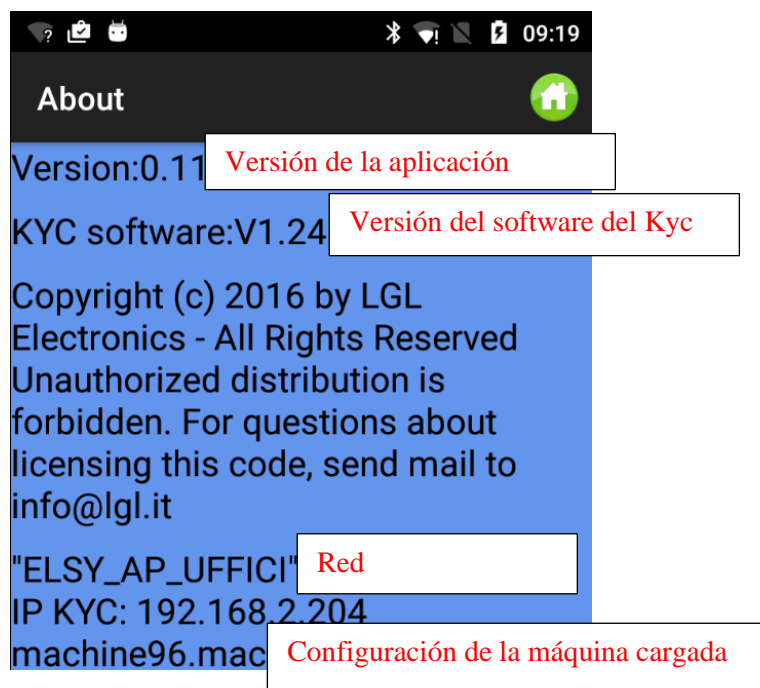 09:19
About
Version:0.11 Versión de la aplicación
KYC software:V1.24 Versión del software del Kyc
Copyright (c) 2016 by LGL
Electronics - All Rights Reserved
Unauthorized distribution is
forbidden. For questions about
licensing this code, send mail to
info@lgl.it
"ELSY_AP_UFFICI" Red
IP KYC: 192.168.2.204
machine96.mac Configuración de la máquina cargada